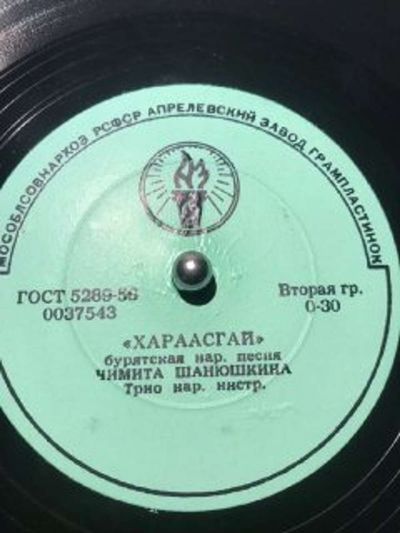 МОСОБЛСОВНАРХОЗ РСФСР АПРЕЛЕВСКИЙ ЗАВОД ГРАМПЛАСТИНОК
ГОСТ 5289-56
0037543
Вторая гр.
0-30
«ХАРААСГАЙ»
бурятская нар. песня
ЧИМИТА ШАНЮШКИНА
Трио нар. инстр.